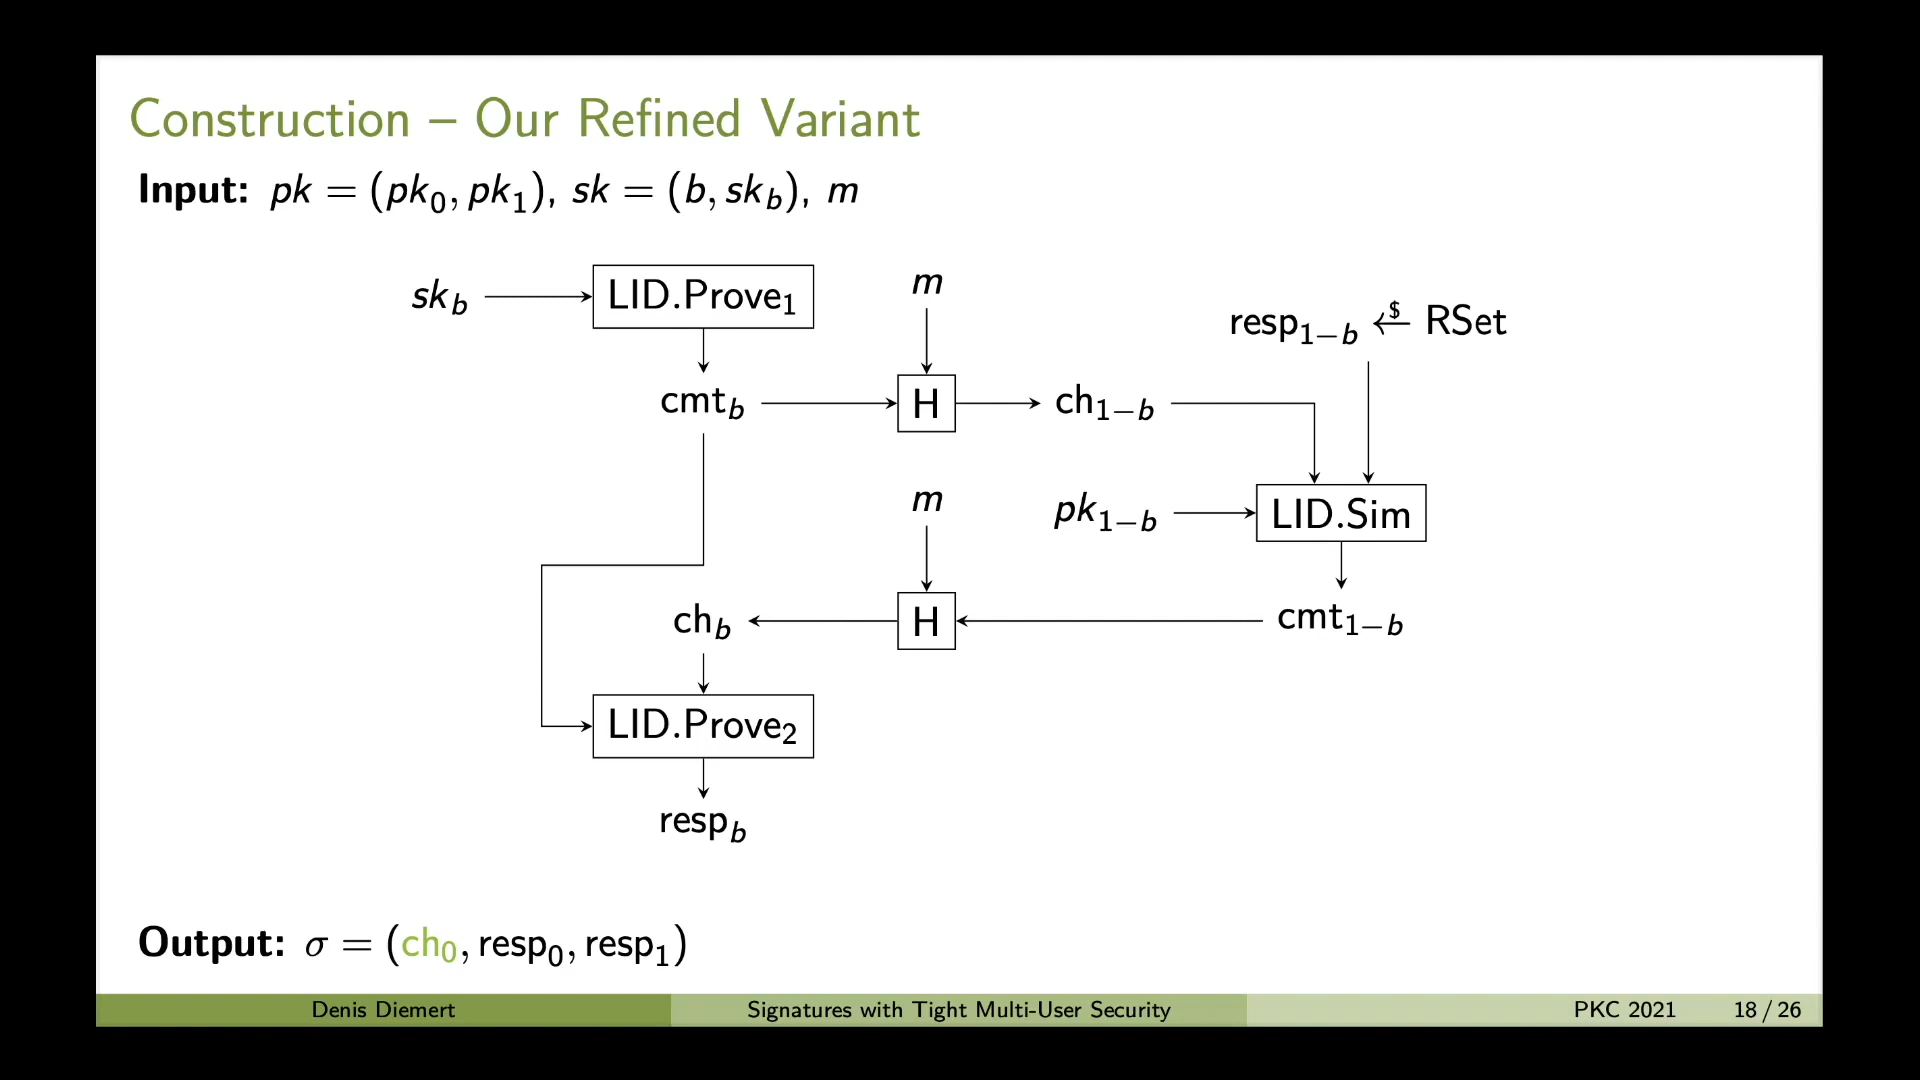 Construction – Our Refined Variant
Input: pk = (pk₀, pk₁), sk = (b, sk_b), m
sk_b
LID.Prove₁
m
resp₁₋b ←$ RSet
cmt_b
H
ch₁₋b
m
pk₁₋b
LID.Sim
ch_b
H
cmt₁₋b
LID.Prove₂
resp_b
Output: σ = (ch₀, resp₀, resp₁)
Denis Diemert
Signatures with Tight Multi-User Security
PKC 2021
18 / 26